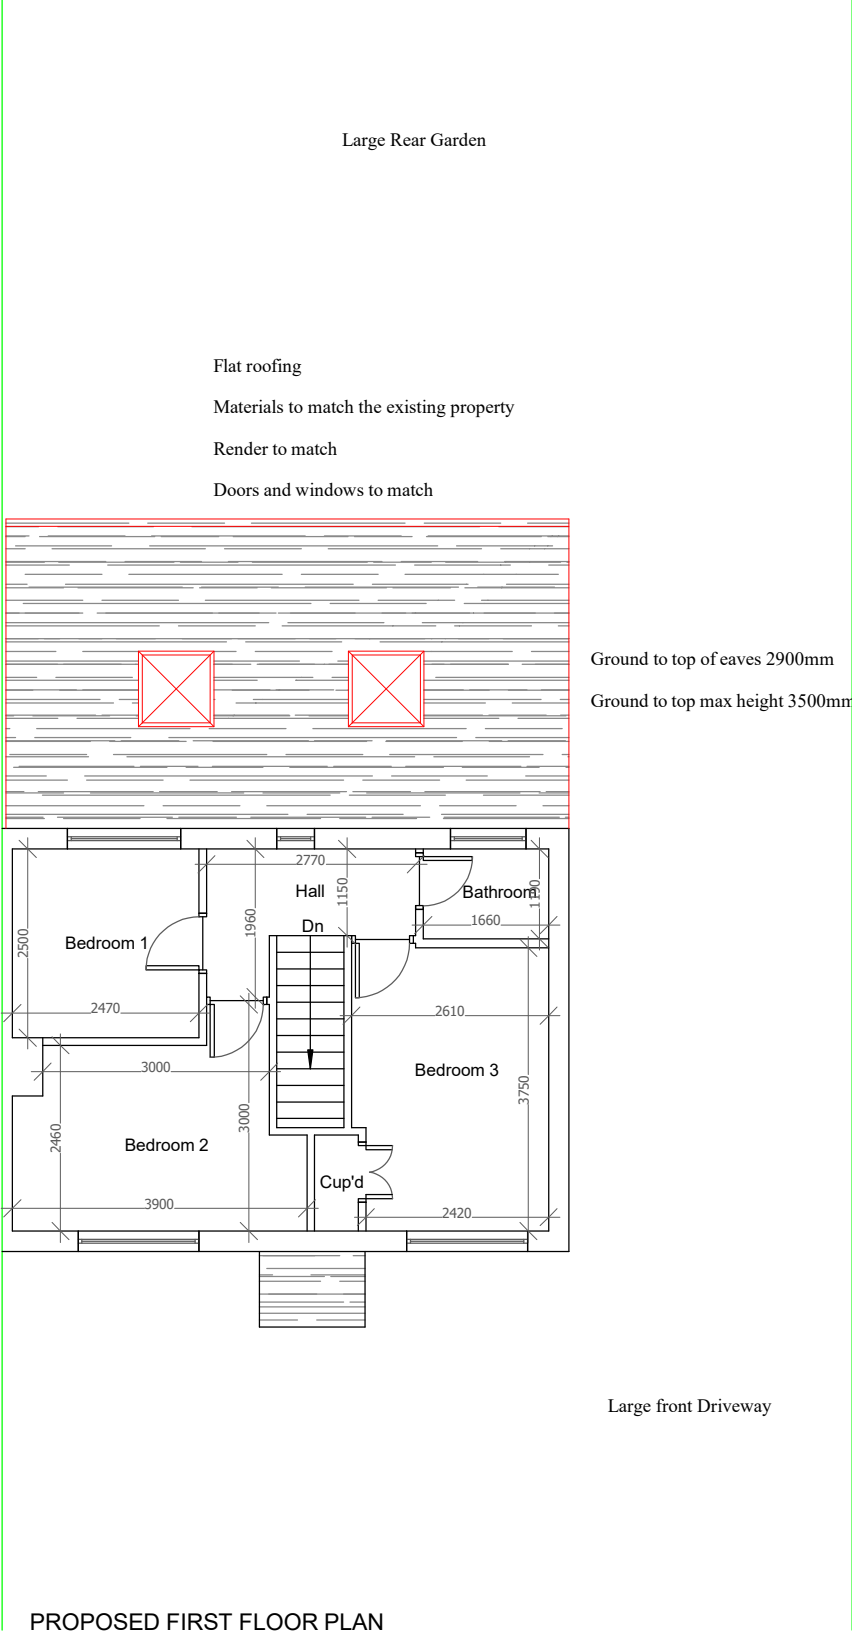 Large Rear Garden
Flat roofing
Materials to match the existing property
Render to match
Doors and windows to match
Ground to top of eaves 2900mm
Ground to top max height 3500mm
2770
Hall
1150
Bathroom
1190
1660
Dn
1960
Bedroom 1
2500
2470
2610
3000
Bedroom 3
3750
3000
2460
Bedroom 2
Cup'd
3900
2420
Large front Driveway
PROPOSED FIRST FLOOR PLAN